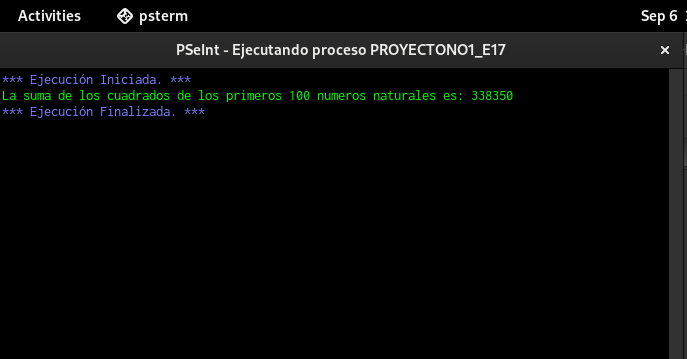 Activities psterm Sep 6
PSeInt - Ejecutando proceso PROYECTONO1_E17 ×
*** Ejecución Iniciada. ***
La suma de los cuadrados de los primeros 100 numeros naturales es: 338350
*** Ejecución Finalizada. ***